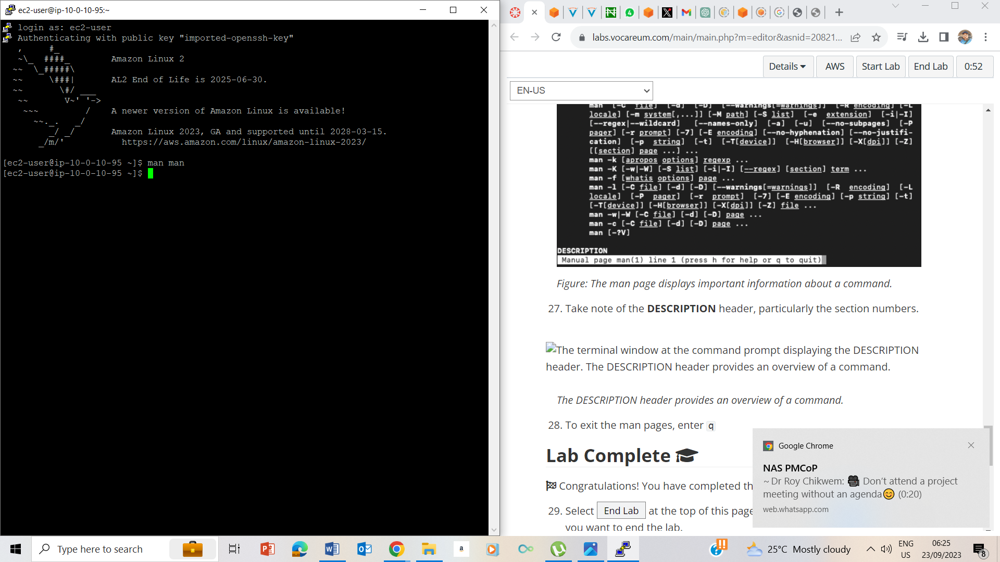 ec2-user@ip-10-0-10-95:~
login as: ec2-user
Authenticating with public key "imported-openssh-key"
   ,     #_
   ~\_  ####_        Amazon Linux 2
  ~~  \_#####\
  ~~     \###|       AL2 End of Life is 2025-06-30.
  ~~       \#/ ___
   ~~       V~' '->
    ~~~         /    A newer version of Amazon Linux is available!
      ~~._.   _/
         _/ _/       Amazon Linux 2023, GA and supported until 2028-03-15.
       _/m/'           https://aws.amazon.com/linux/amazon-linux-2023/
[ec2-user@ip-10-0-10-95 ~]$ man man
[ec2-user@ip-10-0-10-95 ~]$
labs.vocareum.com/main/main.php?m=editor&asnid=20821...
Details
AWS
Start Lab
End Lab
0:52
EN-US
man [-C file] [-d] [-D] [--warnings[=warnings]] [-R encoding] [-L
locale] [-m system[,...]] [-M path] [-S list] [-e extension] [-i|-I]
[--regex|--wildcard] [--names-only] [-a] [-u] [--no-subpages] [-P
pager] [-r prompt] [-7] [-E encoding] [--no-hyphenation] [--no-justifi-
cation] [-p string] [-t] [-T[device]] [-H[browser]] [-X[dpi]] [-Z]
[[section] page ...] ...
man -k [apropos options] regexp ...
man -K [-w|-W] [-S list] [-i|-I] [--regex] [section] term ...
man -f [whatis options] page ...
man -l [-C file] [-d] [-D] [--warnings[=warnings]] [-R encoding] [-L
locale] [-P pager] [-r prompt] [-7] [-E encoding] [-p string] [-t]
[-T[device]] [-H[browser]] [-X[dpi]] [-Z] file ...
man -w|-W [-C file] [-d] [-D] page ...
man -c [-C file] [-d] [-D] page ...
man [-?V]
DESCRIPTION
Manual page man(1) line 1 (press h for help or q to quit)
Figure: The man page displays important information about a command.
27. Take note of the DESCRIPTION header, particularly the section numbers.
The terminal window at the command prompt displaying the DESCRIPTION
header. The DESCRIPTION header provides an overview of a command.
The DESCRIPTION header provides an overview of a command.
28. To exit the man pages, enter q
Lab Complete
Congratulations! You have completed th
29. Select End Lab at the top of this page
you want to end the lab.
Google Chrome
NAS PMCoP
~ Dr Roy Chikwem: 🎥 Don't attend a project
meeting without an agenda😊 (0:20)
web.whatsapp.com
Type here to search
25°C Mostly cloudy
ENG
US
06:25
23/09/2023
8